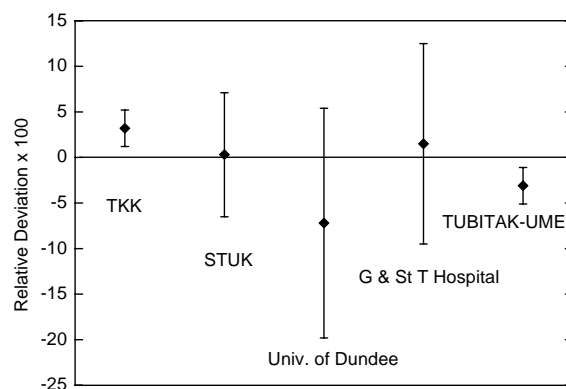 15
10
5
0
-5
-10
-15
-20
-25
Relative Deviation x 100
TKK
STUK
Univ. of Dundee
G & St T Hospital
TUBITAK-UME